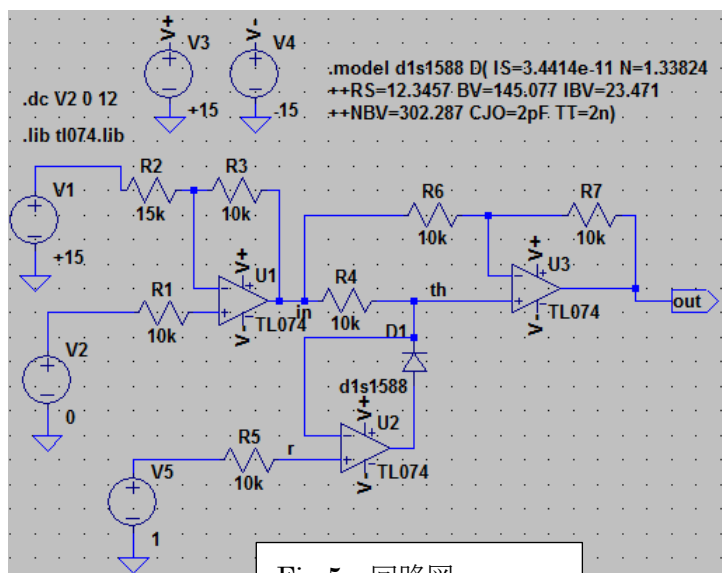 V+
V3
+15
V-
V4
-15
.model d1s1588 D( IS=3.4414e-11 N=1.33824
++RS=12.3457 BV=145.077 IBV=23.471
++NBV=302.287 CJO=2pF TT=2n)
.dc V2 0 12
.lib tl074.lib
V1
+15
R2
15k
R3
10k
V+
U1
TL074
V-
R1
10k
V2
0
in
R4
10k
th
R6
10k
R7
10k
V+
U3
TL074
V-
out
D1
d1s1588
V+
U2
TL074
V-
R5
10k
r
V5
1